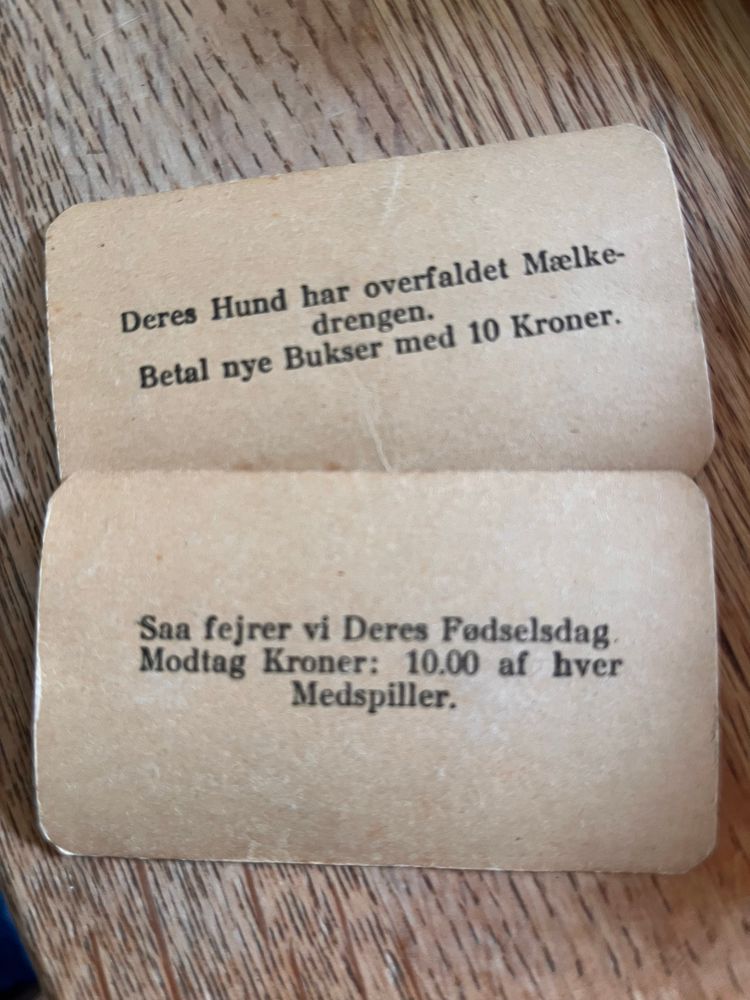 Deres Hund har overfaldet Mælke-
drengen.
Betal nye Bukser med 10 Kroner.
Saa fejrer vi Deres Fødselsdag.
Modtag Kroner: 10.00 af hver
Medspiller.